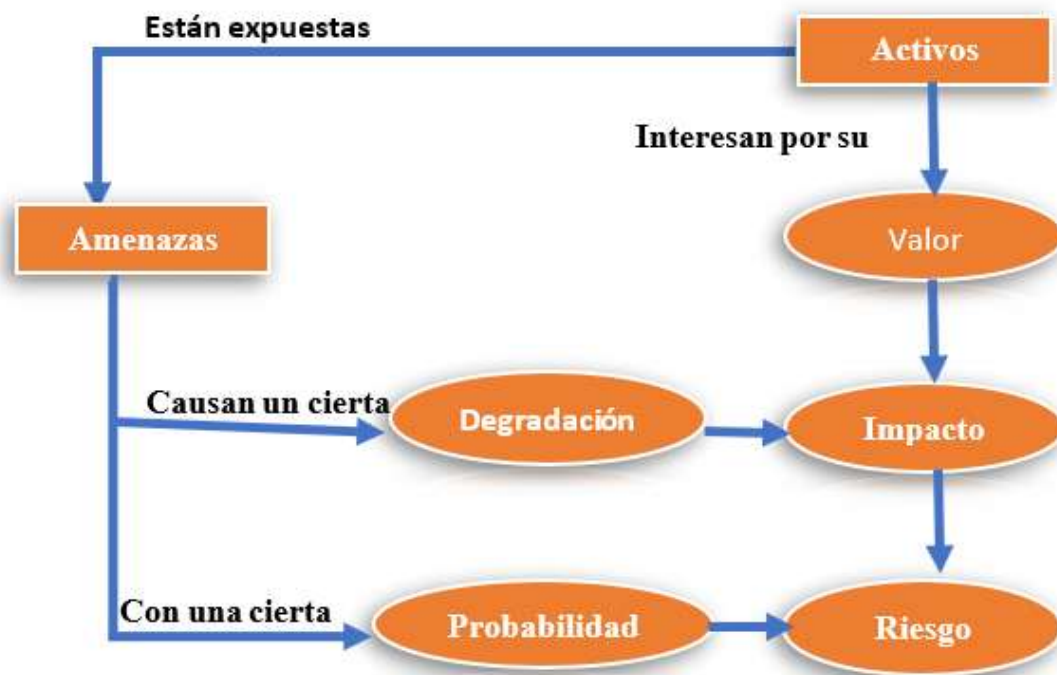 Están expuestas
Activos
Interesan por su
Amenazas
Valor
Causan un cierta
Degradación
Impacto
Con una cierta
Probabilidad
Riesgo